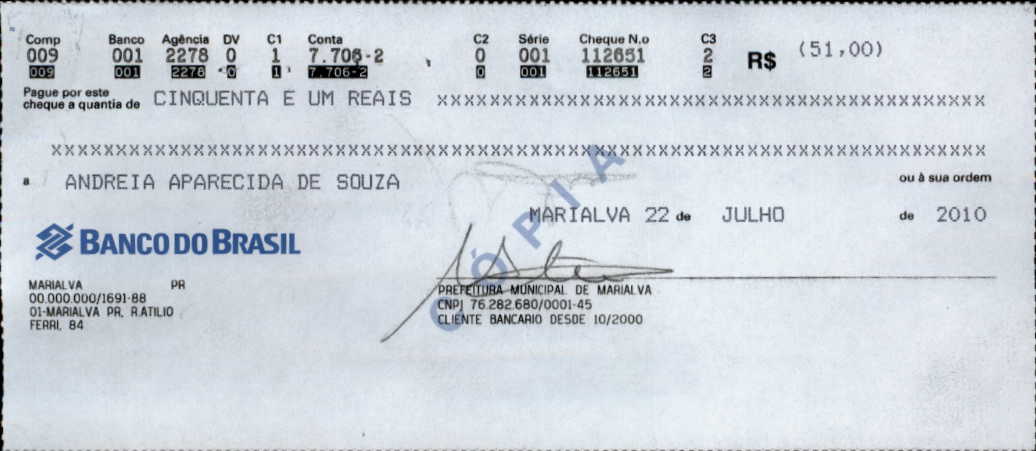 Comp Banco Agência DV C1 Conta C2 Série Cheque N.o C3
009 001 2278 0 1 7.706-2 0 001 112651 2 R$ (51,00)
009 001 2278 0 1 7.706-2 0 001 112651 2
Pague por este
cheque a quantia de CINQUENTA E UM REAIS xxxxxxxxxxxxxxxxxxxxxxxxxxxxxxxxxxxxxxxxxx
xxxxxxxxxxxxxxxxxxxxxxxxxxxxxxxxxxxxxxxxxxxxxxxxxxxxxxxxxxxxxxxxxxxxxxxx
a ANDREIA APARECIDA DE SOUZA ou à sua ordem
MARIALVA 22 de JULHO de 2010
CÓPIA
BANCO DO BRASIL
MARIALVA PR
00.000.000/1691-88
01-MARIALVA PR. R.ATILIO
FERRI, 84
PREFEITURA MUNICIPAL DE MARIALVA
CNPJ 76.282.680/0001-45
CLIENTE BANCARIO DESDE 10/2000